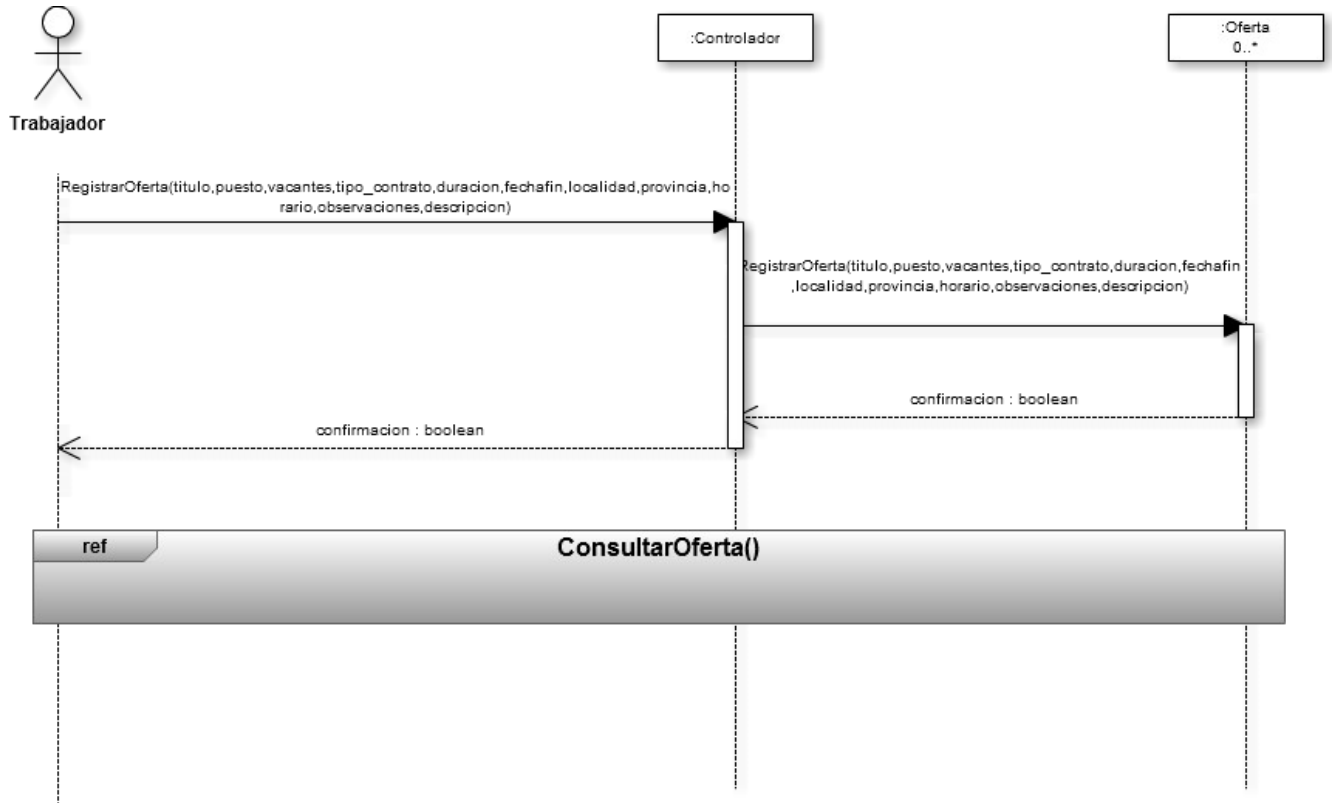 :Controlador
:Oferta
0..*
Trabajador
RegistrarOferta(titulo,puesto,vacantes,tipo_contrato,duracion,fechafin,localidad,provincia,ho
rario,observaciones,descripcion)
RegistrarOferta(titulo,puesto,vacantes,tipo_contrato,duracion,fechafin
,localidad,provincia,horario,observaciones,descripcion)
confirmacion : boolean
confirmacion : boolean
ref
ConsultarOferta()